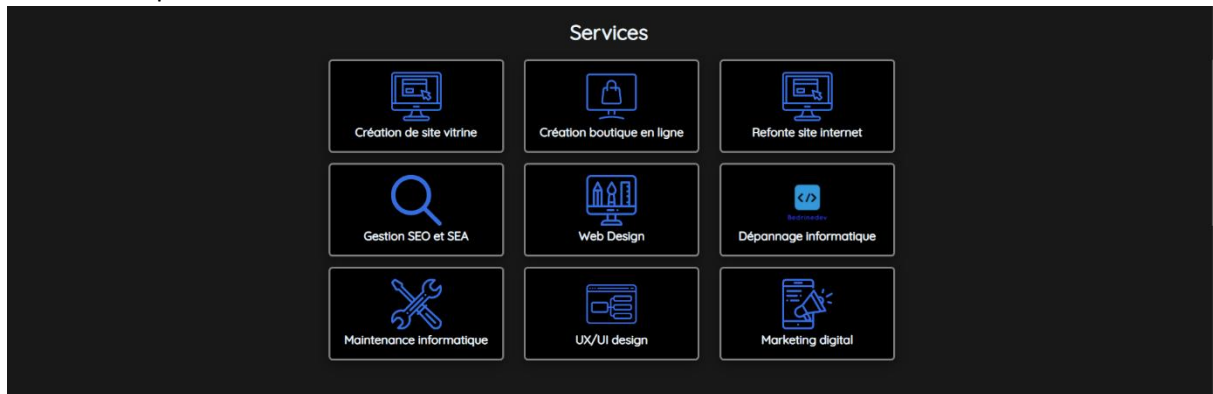 Services
Création de site vitrine
Création boutique en ligne
Refonte site internet
Gestion SEO et SEA
Web Design
</>
Badrinedev
Dépannage informatique
Maintenance informatique
UX/UI design
Marketing digital